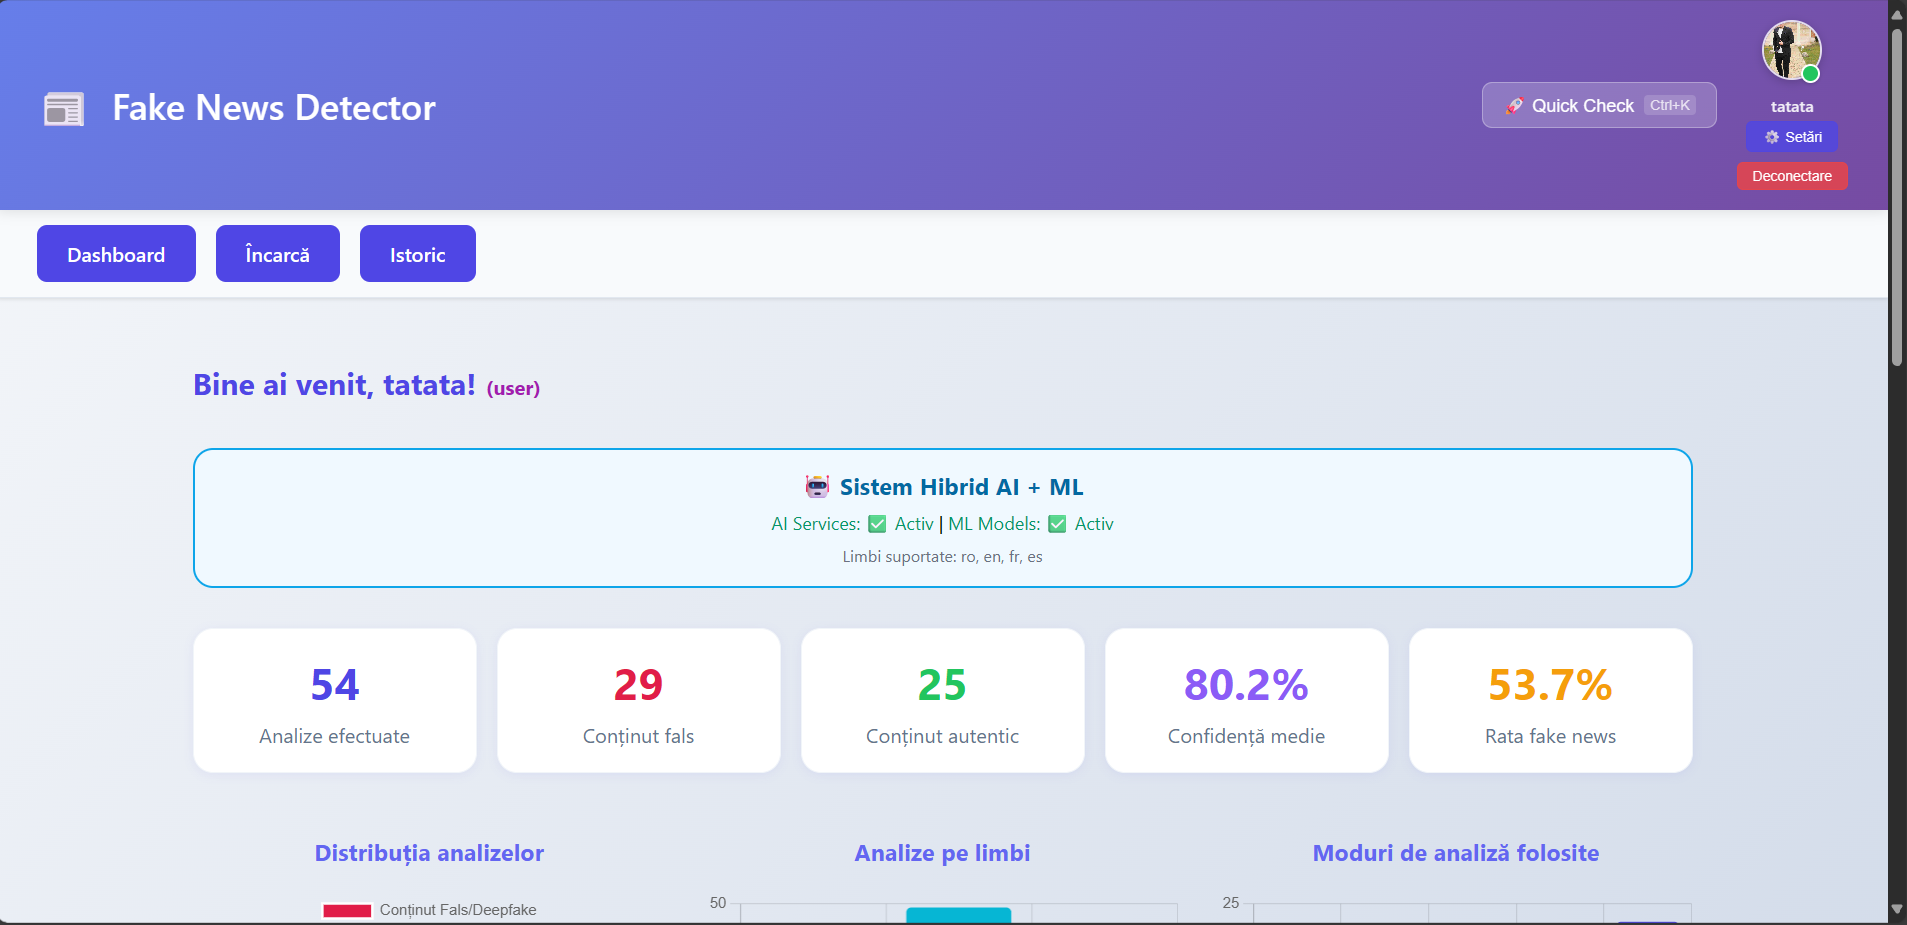 Fake News Detector
Quick Check Ctrl+K
tatata
Setări
Deconectare
Dashboard
Încarcă
Istoric
Bine ai venit, tatata! (user)
Sistem Hibrid AI + ML
AI Services: ✅ Activ | ML Models: ✅ Activ
Limbi suportate: ro, en, fr, es
54
Analize efectuate
29
Conținut fals
25
Conținut autentic
80.2%
Confidență medie
53.7%
Rata fake news
Distribuția analizelor
Conținut Fals/Deepfake
Analize pe limbi
50
Moduri de analiză folosite
25